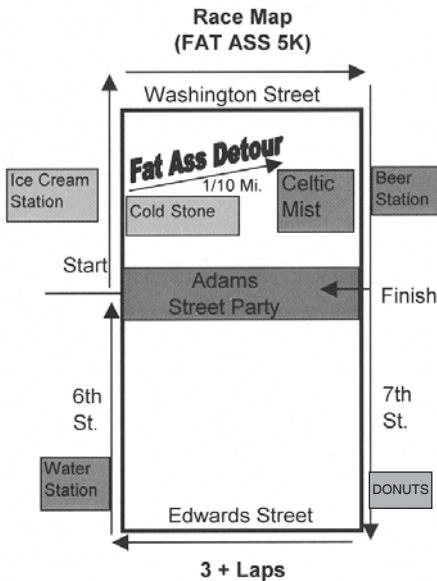 Race Map
(FAT ASS 5K)
Washington Street
Fat Ass Detour
1/10 Mi.
Ice Cream
Station
Cold Stone
Celtic
Mist
Beer
Station
Start
Adams
Street Party
Finish
6th
St.
7th
St.
Water
Station
DONUTS
Edwards Street
3 + Laps